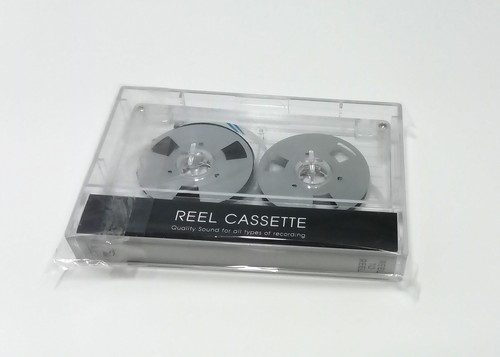 REEL CASSETTE
Quality Sound for all types of recording